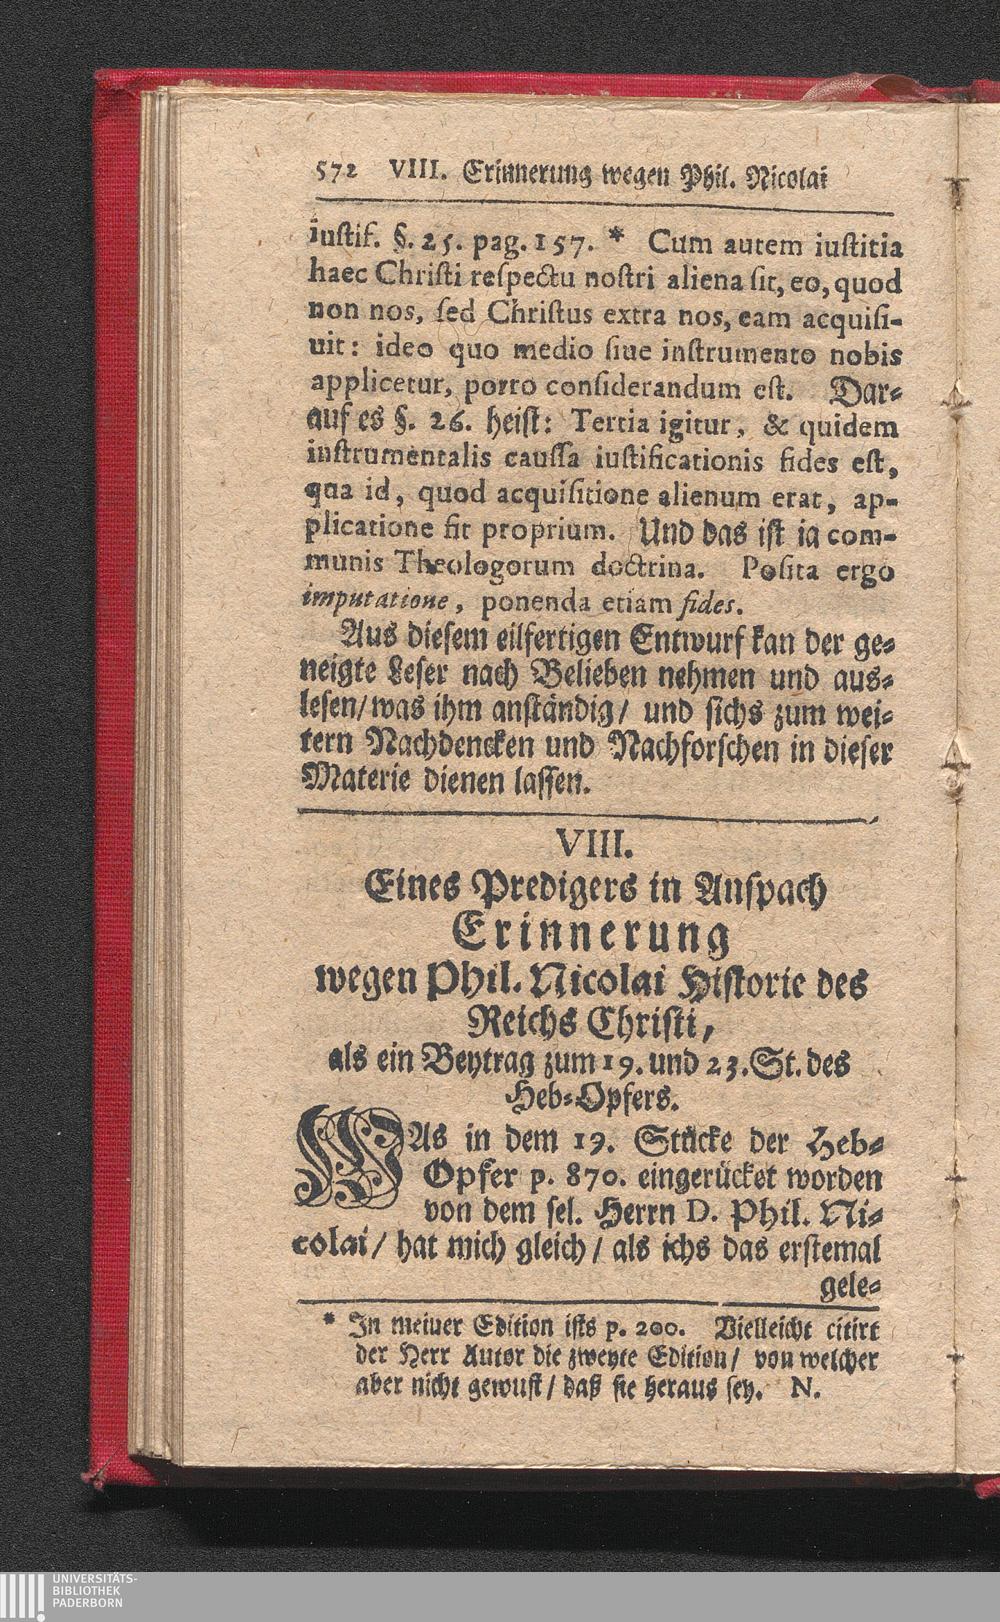 572 VIII. Erinnerung wegen Phil. Nicolai
iustif. §. 25. pag. 157. * Cum autem iustitia
haec Christi respectu nostri aliena sit, eo, quod
non nos, sed Christus extra nos, eam acquisi-
uit: ideo quo medio siue instrumento nobis
applicetur, porro considerandum est. Dar-
auf es §. 26. heist: Tertia igitur, & quidem
instrumentalis caussa iustificationis fides est,
qua id, quod acquisitione alienum erat, ap-
plicatione fit proprium. Und das ist ia com-
munis Theologorum doctrina. Posita ergo
imputatione, ponenda etiam fides.
Aus diesem eilfertigen Entwurf kan der ge-
neigte Leser nach Belieben nehmen und aus-
lesen/ was ihm anständig/ und sichs zum wei-
tern Nachdencken und Nachforschen in dieser
Materie dienen lassen.
VIII.
Eines Predigers in Anspach
Erinnerung
wegen Phil. Nicolai Historie des
Reichs Christi,
als ein Beytrag zum 19. und 23. St. des
Heb-Opfers.
WAs in dem 19. Stücke der Heb-
Opfer p. 870. eingerücket worden
von dem sel. Herrn D. Phil. Ni-
colai/ hat mich gleich/ als ichs das erstemal
gele-
* In meiner Edition ists p. 200. Vielleicht citirt
der Herr Autor die zweyte Edition/ von welcher
aber nicht gewust/ daß sie heraus sey. N.
UNIVERSITÄTS-
BIBLIOTHEK
PADERBORN